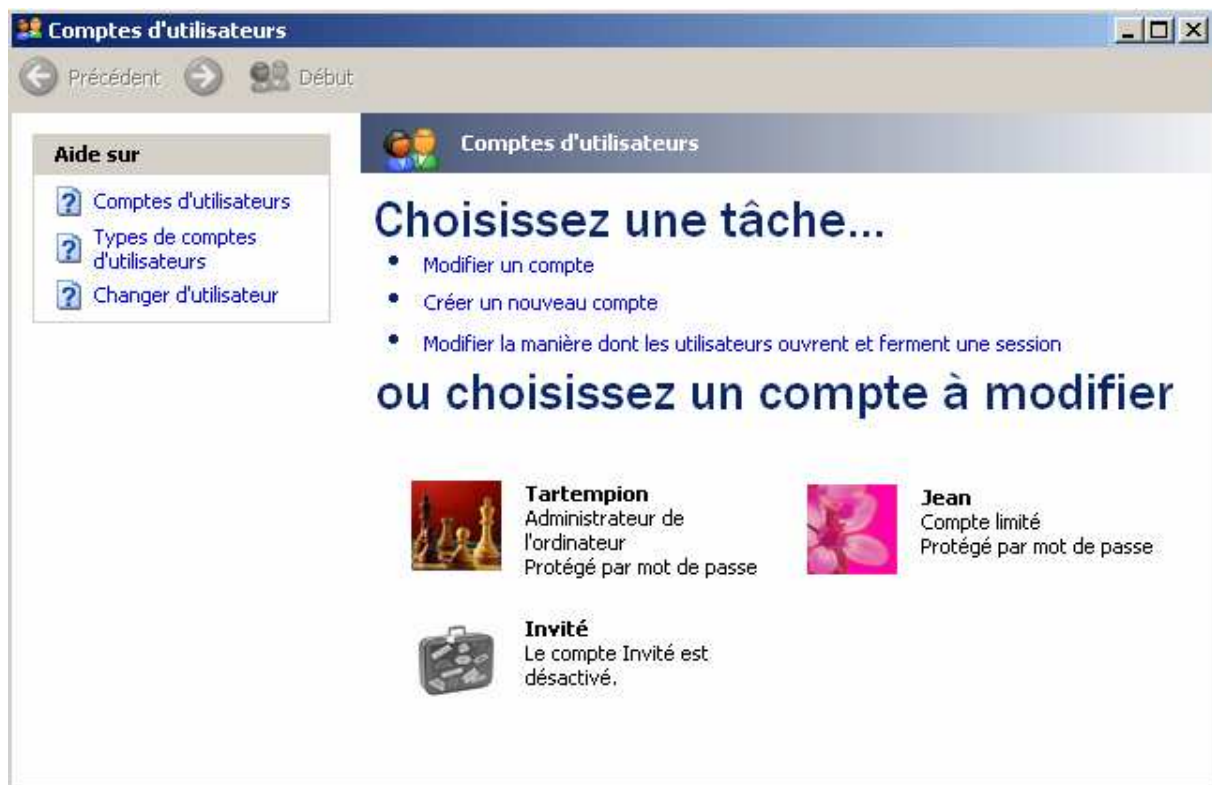 Comptes d'utilisateurs
Précédent
Début
Aide sur
Comptes d'utilisateurs
Types de comptes
d'utilisateurs
Changer d'utilisateur
Comptes d'utilisateurs
Choisissez une tâche...
• Modifier un compte
• Créer un nouveau compte
• Modifier la manière dont les utilisateurs ouvrent et ferment une session
ou choisissez un compte à modifier
Tartempion
Administrateur de
l'ordinateur
Protégé par mot de passe
Jean
Compte limité
Protégé par mot de passe
Invité
Le compte Invité est
désactivé.